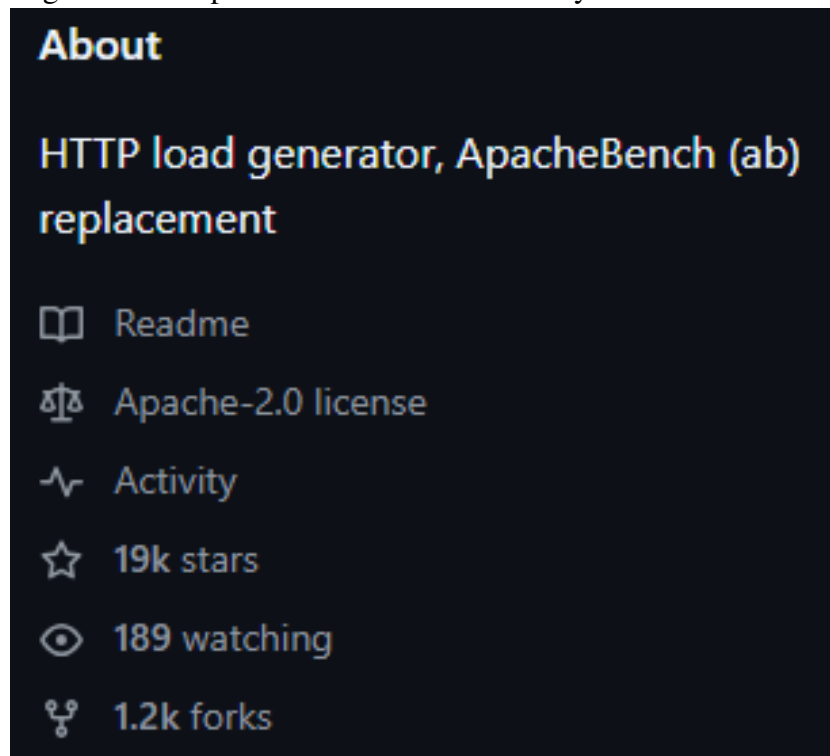 About
HTTP load generator, ApacheBench (ab)
replacement
Readme
Apache-2.0 license
Activity
19k stars
189 watching
1.2k forks